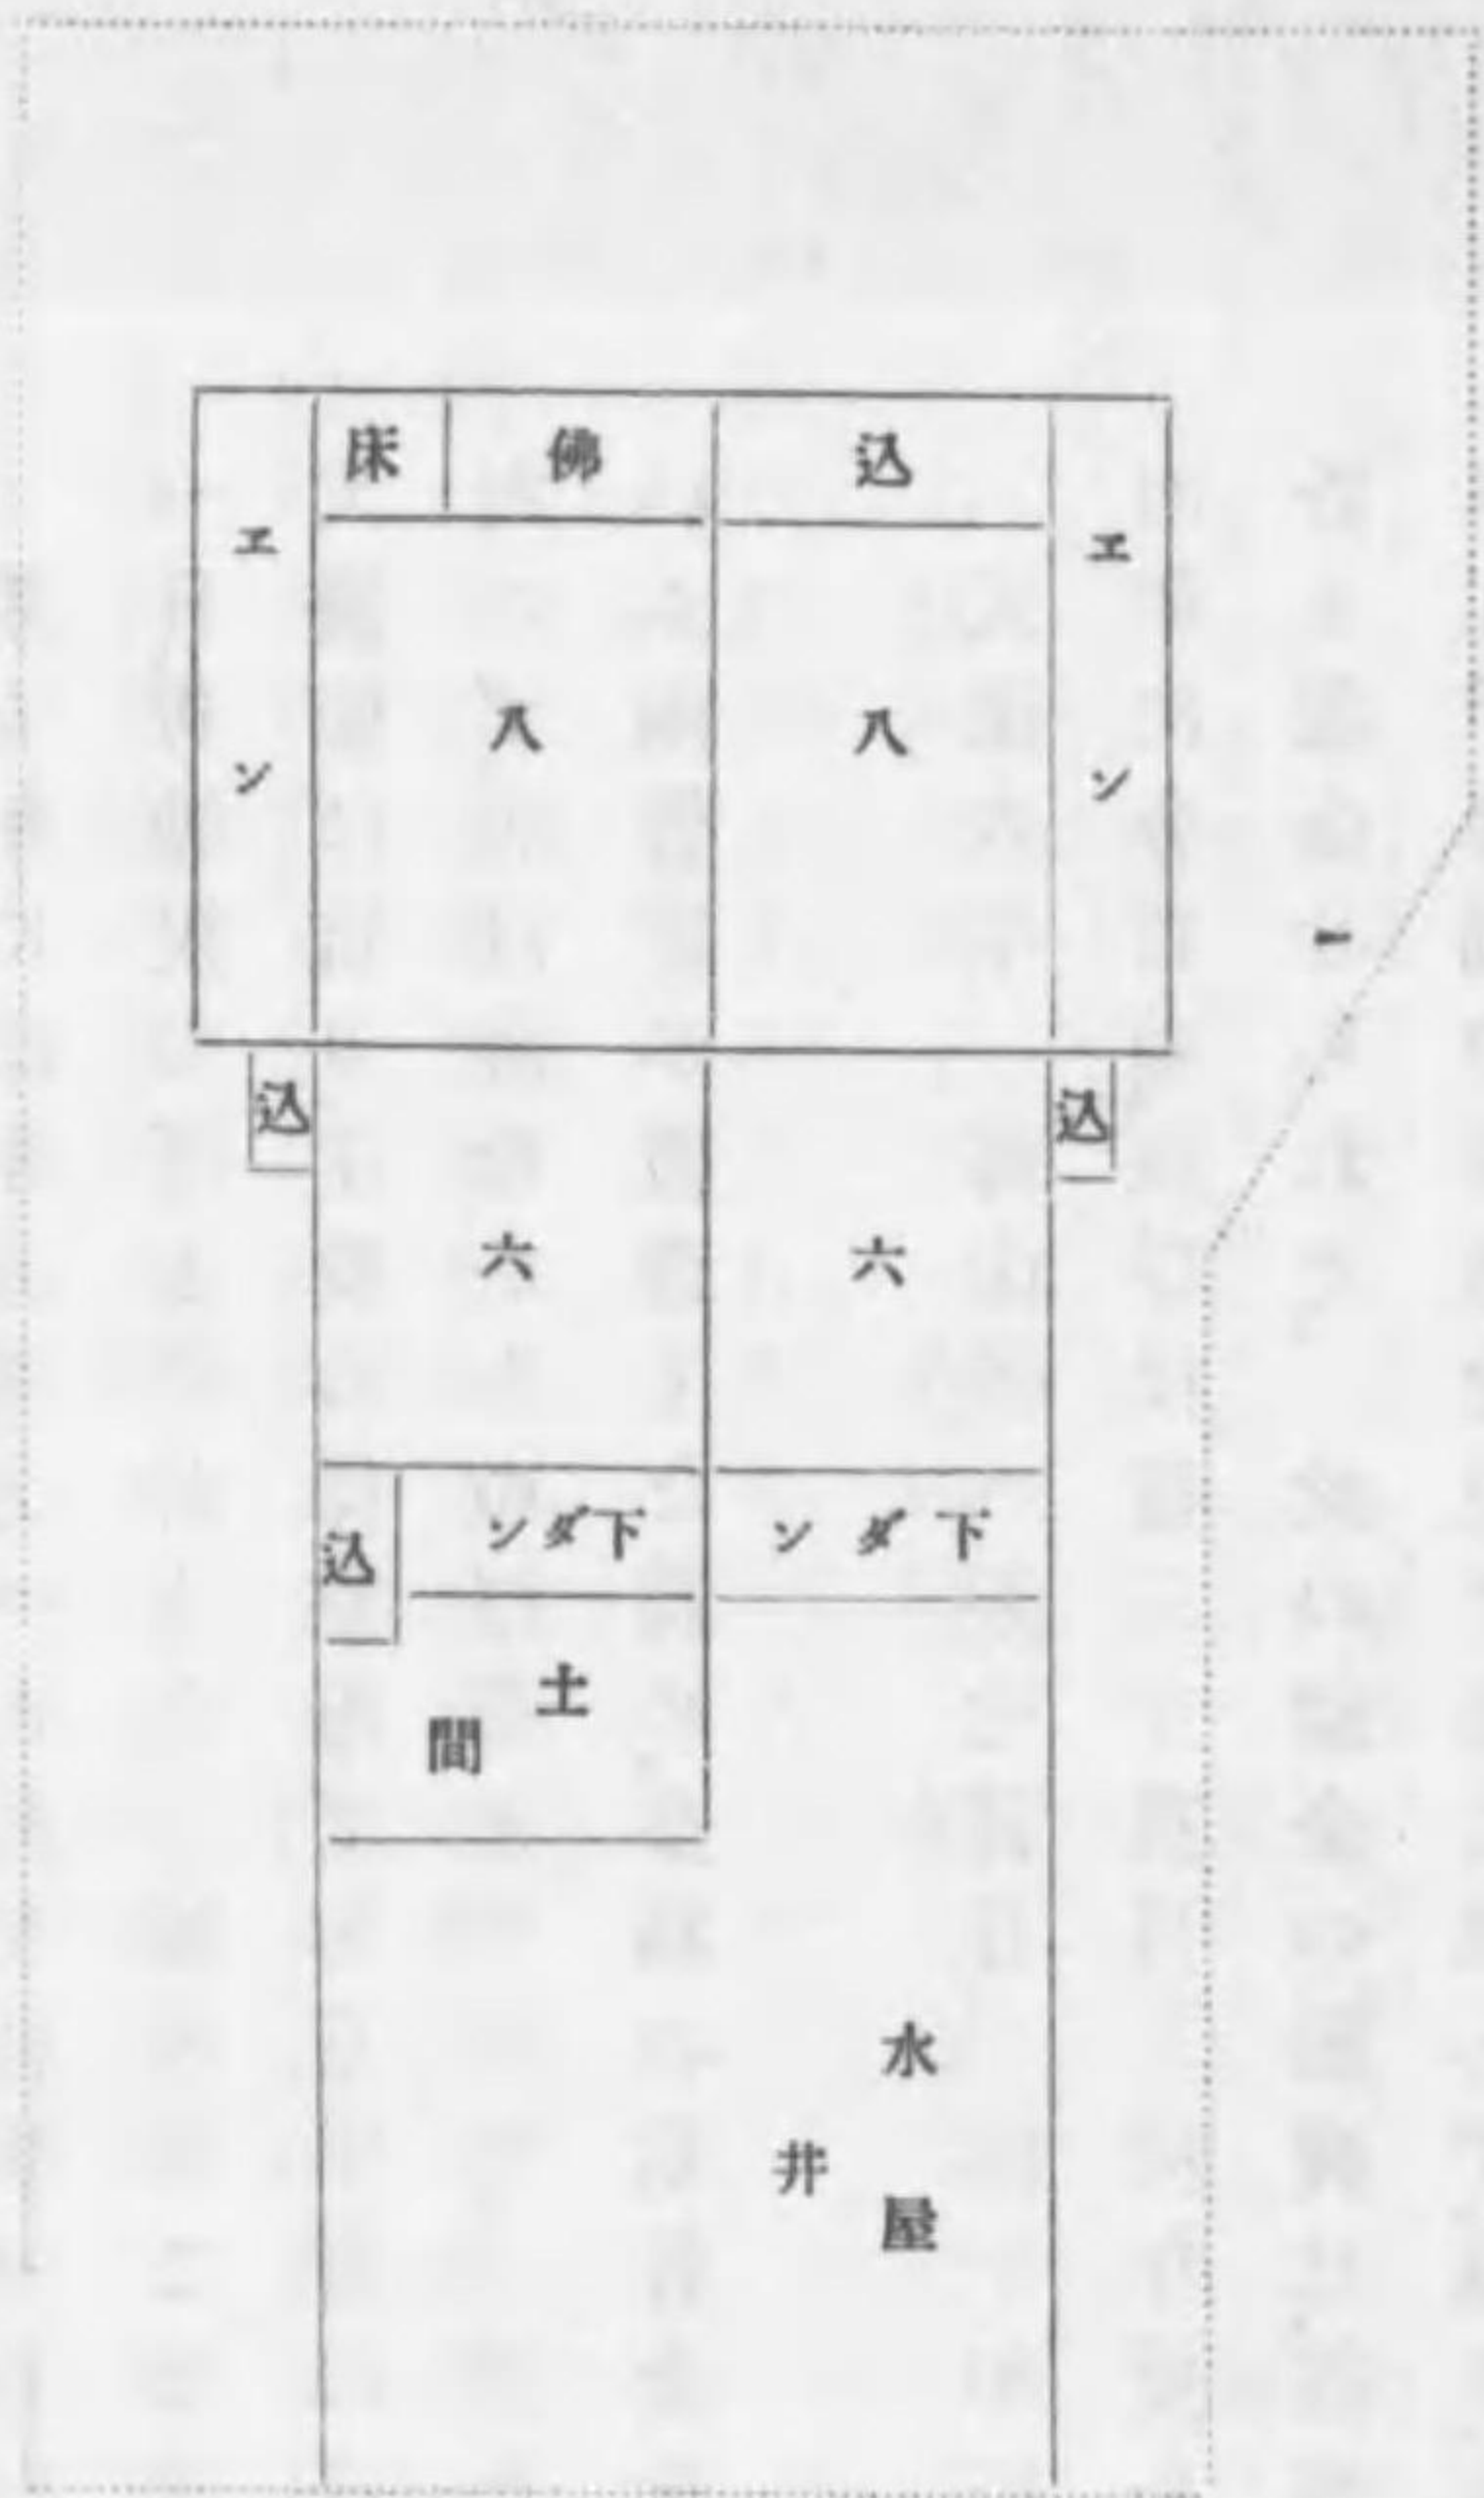 床
佛
込
エン
エン
八
八
込
込
六
六
込
下ダン
下ダン
土間
水屋
井